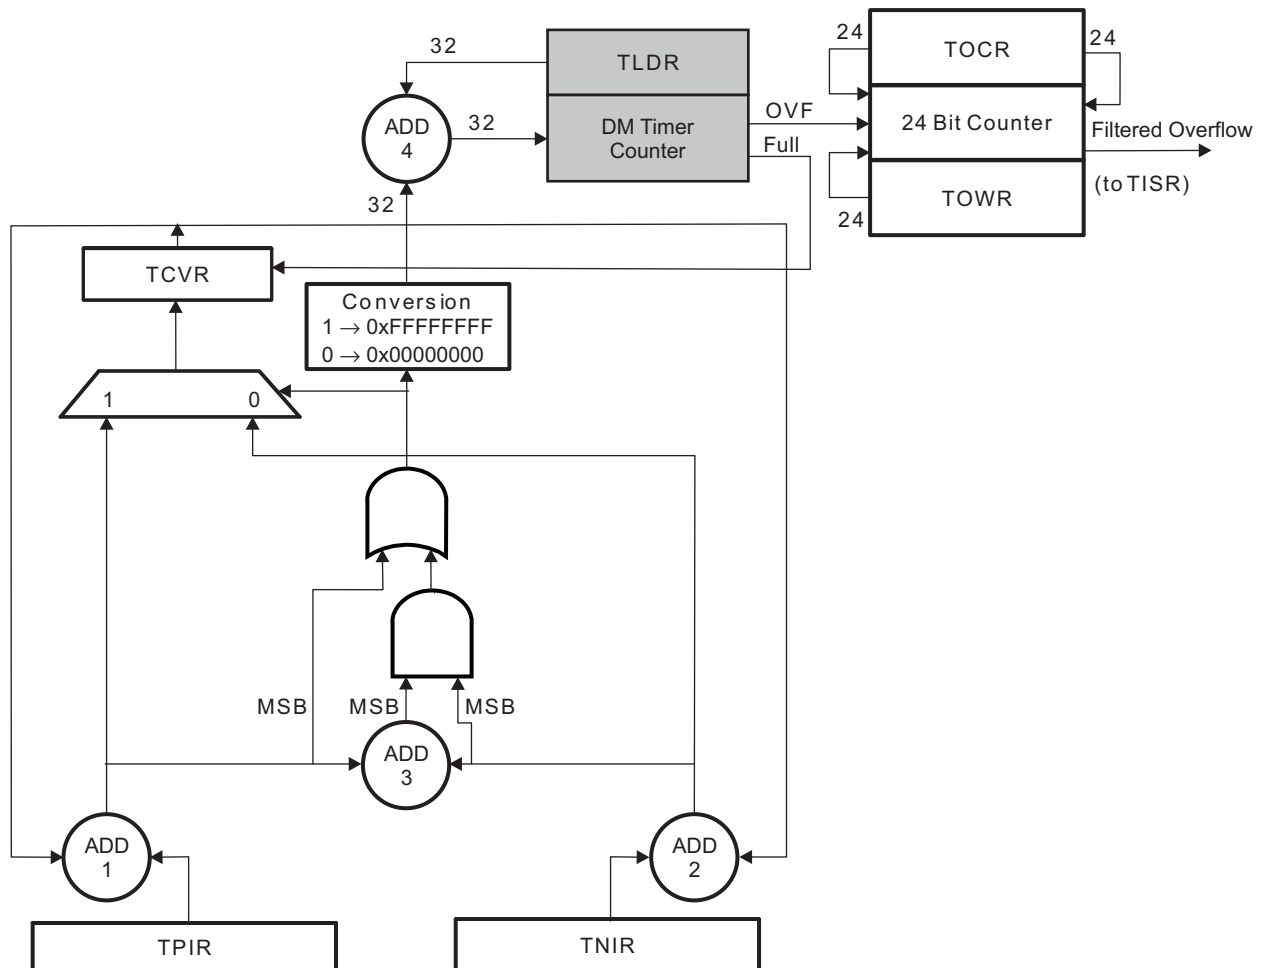 32
TLDR
24
TOCR
24
ADD
4
32
DM Timer
Counter
OVF
Full
24 Bit Counter
Filtered Overflow
(to TISR)
TOWR
24
32
TCVR
Conversion
1 → 0xFFFFFFFF
0 → 0x00000000
1
0
MSB
MSB
MSB
ADD
3
ADD
1
ADD
2
TPIR
TNIR